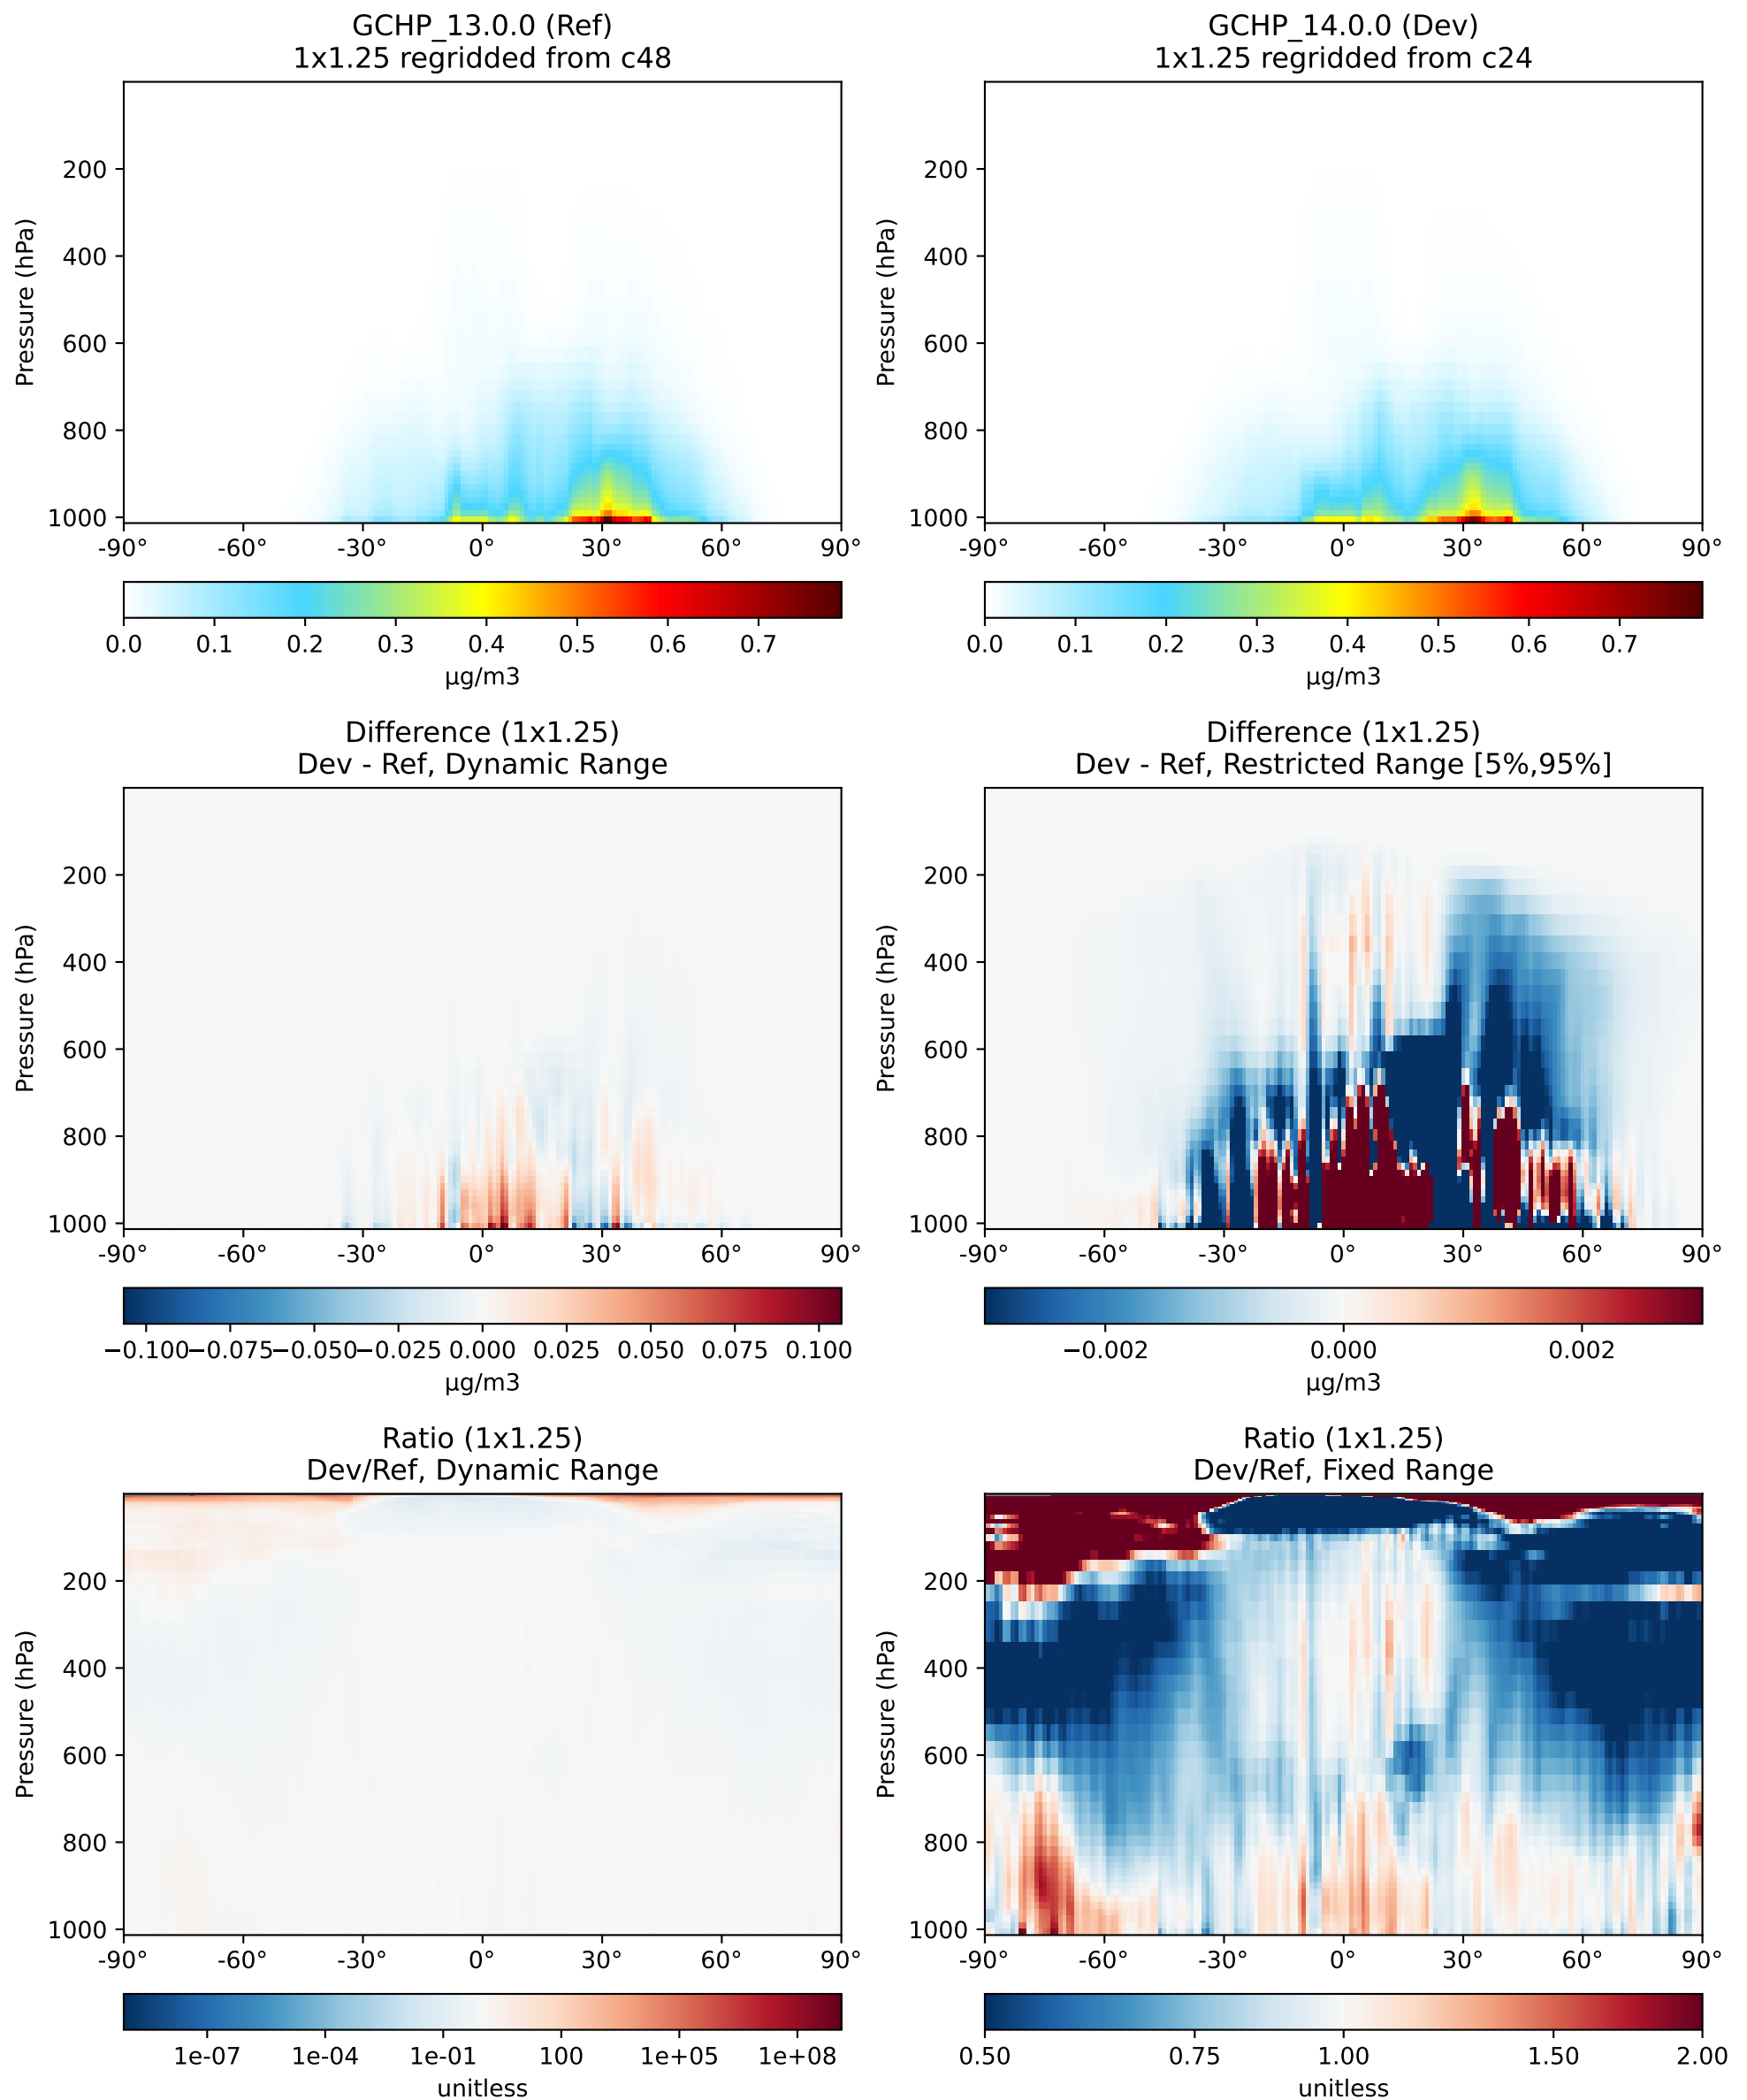 GCHP_13.0.0 (Ref)
1x1.25 regridded from c48
Pressure (hPa)
200
400
600
800
1000
-90° -60° -30° 0° 30° 60° 90°
0.0 0.1 0.2 0.3 0.4 0.5 0.6 0.7
μg/m3
GCHP_14.0.0 (Dev)
1x1.25 regridded from c24
Pressure (hPa)
200
400
600
800
1000
-90° -60° -30° 0° 30° 60° 90°
0.0 0.1 0.2 0.3 0.4 0.5 0.6 0.7
μg/m3
Difference (1x1.25)
Dev - Ref, Dynamic Range
Pressure (hPa)
200
400
600
800
1000
-90° -60° -30° 0° 30° 60° 90°
−0.100 −0.075 −0.050 −0.025 0.000 0.025 0.050 0.075 0.100
μg/m3
Difference (1x1.25)
Dev - Ref, Restricted Range [5%,95%]
Pressure (hPa)
200
400
600
800
1000
-90° -60° -30° 0° 30° 60° 90°
−0.002 0.000 0.002
μg/m3
Ratio (1x1.25)
Dev/Ref, Dynamic Range
Pressure (hPa)
200
400
600
800
1000
-90° -60° -30° 0° 30° 60° 90°
1e-07 1e-04 1e-01 100 1e+05 1e+08
unitless
Ratio (1x1.25)
Dev/Ref, Fixed Range
Pressure (hPa)
200
400
600
800
1000
-90° -60° -30° 0° 30° 60° 90°
0.50 0.75 1.00 1.50 2.00
unitless